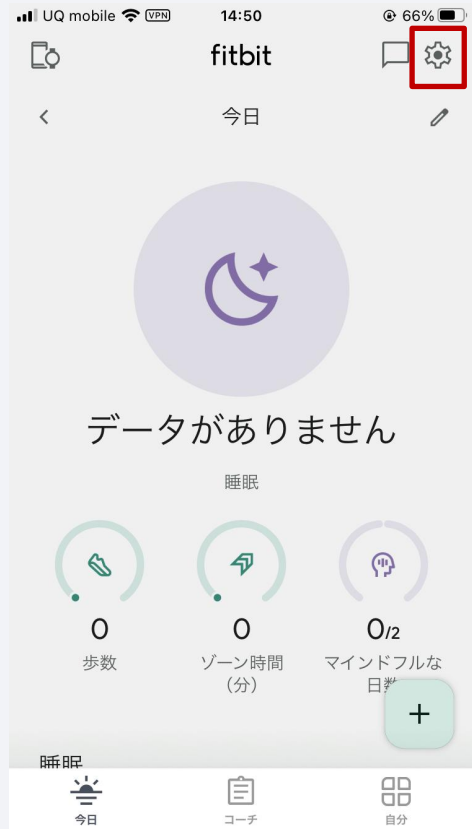 UQ mobile VPN 14:50 66%
fitbit
今日
データがありません
睡眠
0 0 0/2
歩数 ゾーン時間 マインドフルな
(分)
+
睡眠
今日 コーチ 自分